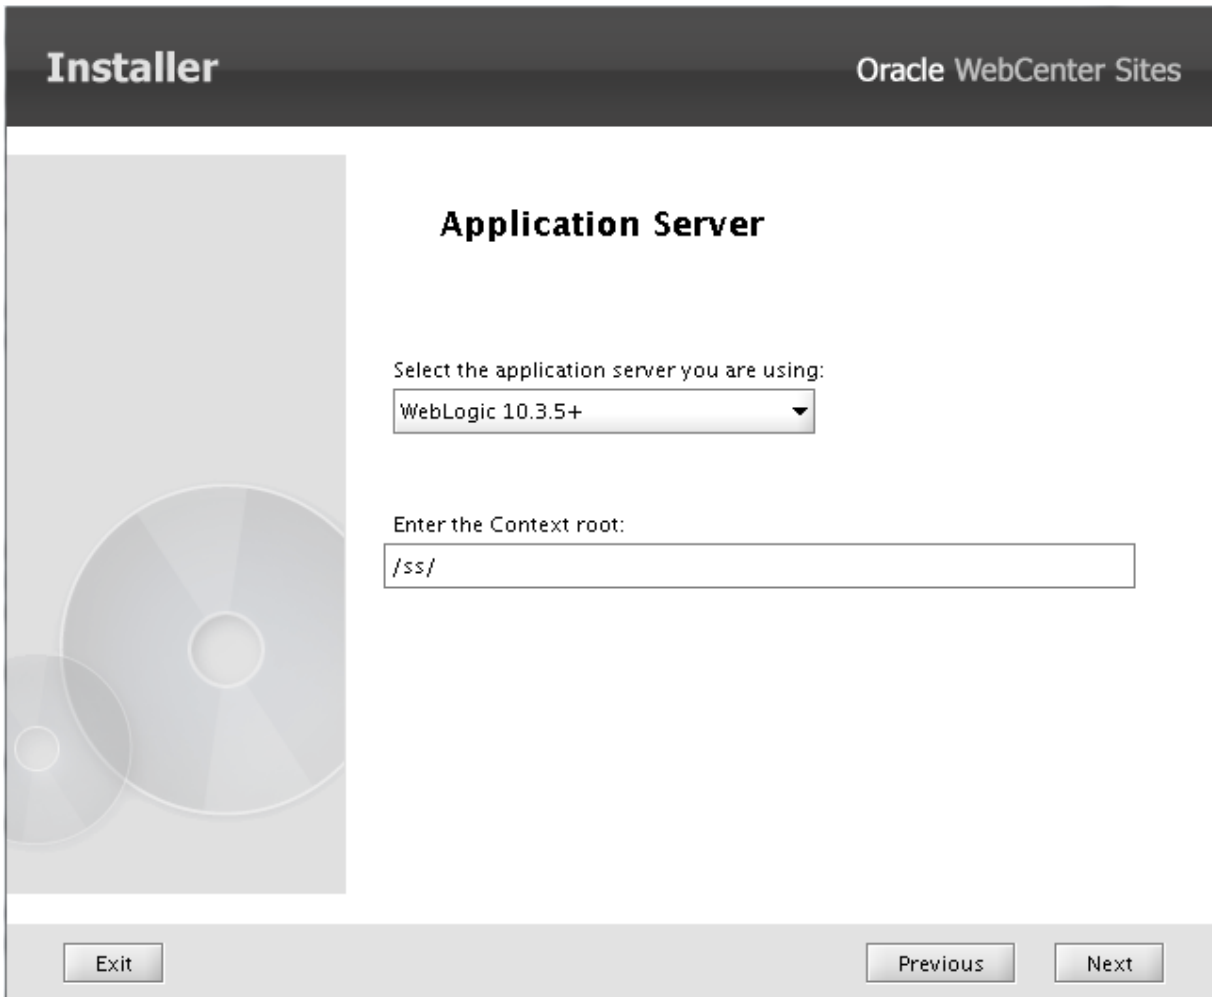 Installer
Oracle WebCenter Sites
Application Server
Select the application server you are using:
WebLogic 10.3.5+
Enter the Context root:
/ss/
Exit
Previous
Next